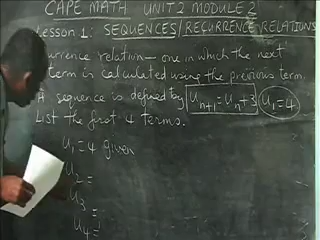 CAPE MATH UNIT 2 MODULE 2
Lesson 1: SEQUENCES/RECURRENCE RELATIONS
relation — one in which the next
term is calculated using the previous term.
A sequence is defined by Uₙ₊₁ = Uₙ + 3, U₁ = 4
List the first 4 terms.
U₁ = 4 given
U₂ =
U₃ =
U₄ =